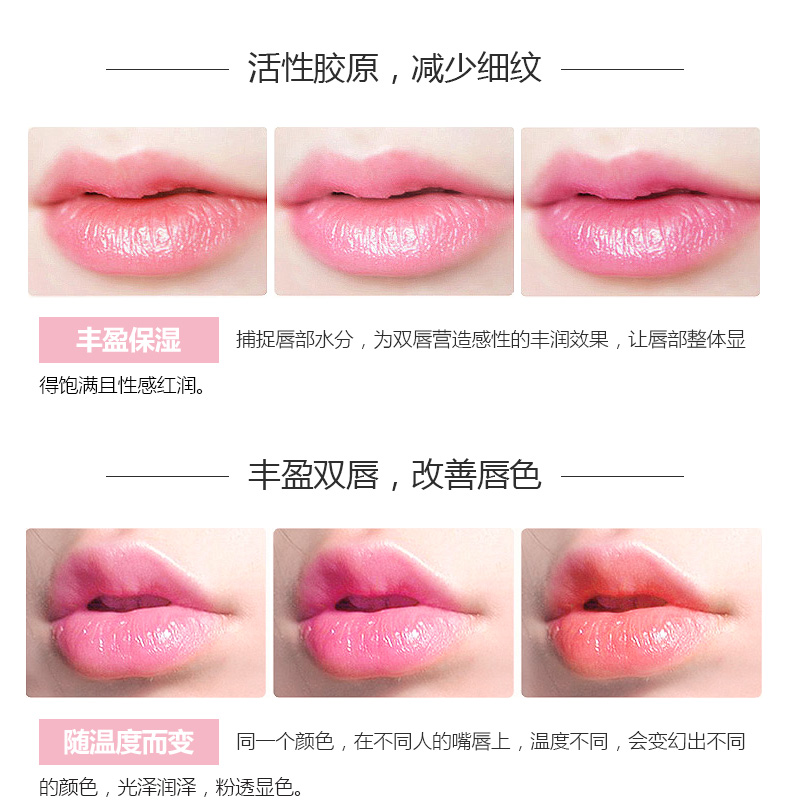 活性胶原，减少细纹
丰盈保湿 捕捉唇部水分，为双唇营造感性的丰润效果，让唇部整体显
得饱满且性感红润。
丰盈双唇，改善唇色
随温度而变 同一个颜色，在不同人的嘴唇上，温度不同，会变幻出不同
的颜色，光泽润泽，粉透显色。